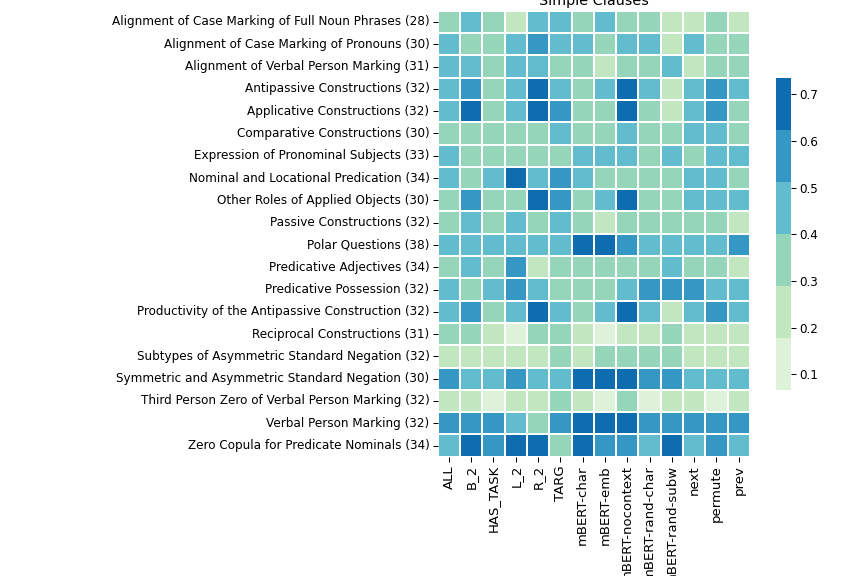 Simple Clauses
Alignment of Case Marking of Full Noun Phrases (28)
Alignment of Case Marking of Pronouns (30)
Alignment of Verbal Person Marking (31)
Antipassive Constructions (32)
Applicative Constructions (32)
Comparative Constructions (30)
Expression of Pronominal Subjects (33)
Nominal and Locational Predication (34)
Other Roles of Applied Objects (30)
Passive Constructions (32)
Polar Questions (38)
Predicative Adjectives (34)
Predicative Possession (32)
Productivity of the Antipassive Construction (32)
Reciprocal Constructions (31)
Subtypes of Asymmetric Standard Negation (32)
Symmetric and Asymmetric Standard Negation (30)
Third Person Zero of Verbal Person Marking (32)
Verbal Person Marking (32)
Zero Copula for Predicate Nominals (34)
ALL
B_2
HAS_TASK
L_2
R_2
TARG
mBERT-char
mBERT-emb
mBERT-nocontext
mBERT-rand-char
mBERT-rand-subw
next
permute
prev
0.7
0.6
0.5
0.4
0.3
0.2
0.1